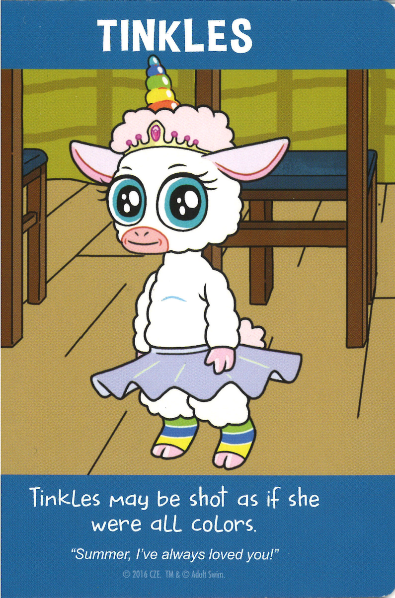 TINKLES
Tinkles may be shot as if she
were all colors.
"Summer, I've always loved you!"
© 2016 CZE. TM & © Adult Swim.